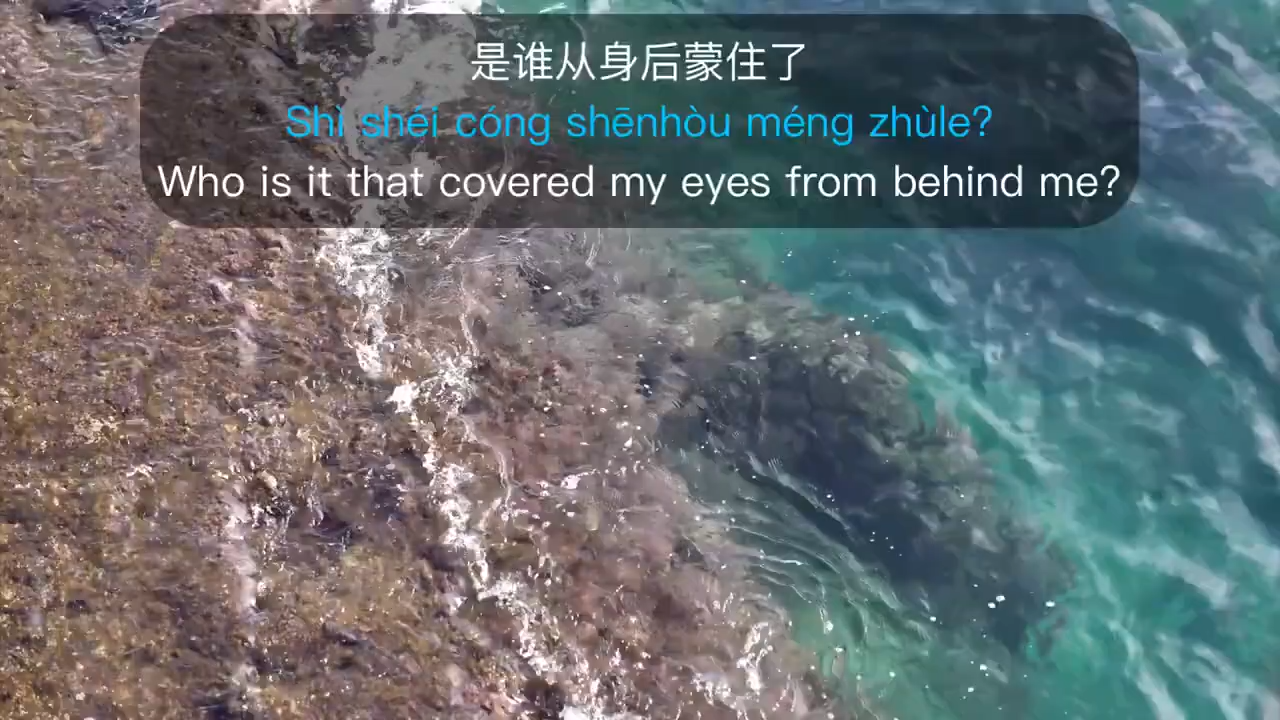 是谁从身后蒙住了
Shì shéi cóng shēnhòu méng zhùle?
Who is it that covered my eyes from behind me?